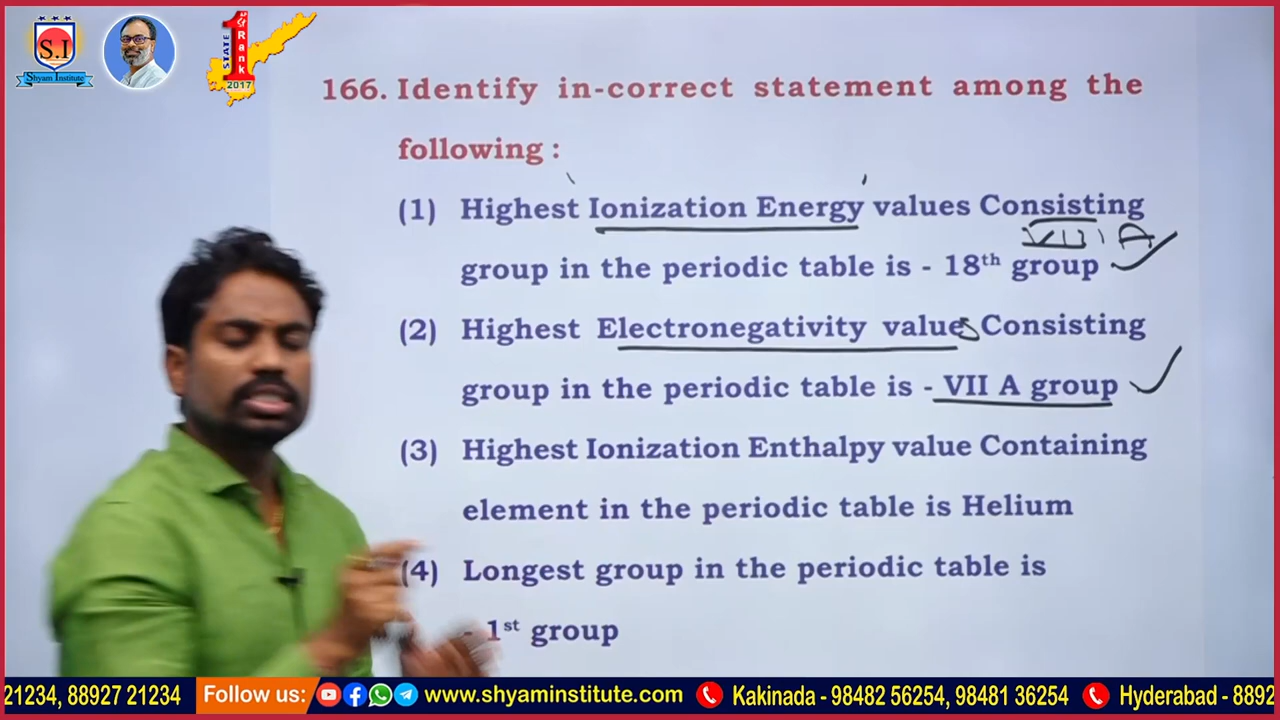 S.I
Shyam Institute
STATE
1
st
Rank
2017
166. Identify in-correct statement among the
following :
(1) Highest Ionization Energy values Consisting
VIII A
group in the periodic table is - 18th group
(2) Highest Electronegativity values Consisting
group in the periodic table is - VII A group
(3) Highest Ionization Enthalpy value Containing
element in the periodic table is Helium
(4) Longest group in the periodic table is
- 1st group
21234, 88927 21234
Follow us:
www.shyaminstitute.com
Kakinada - 98482 56254, 98481 36254
Hyderabad - 8892